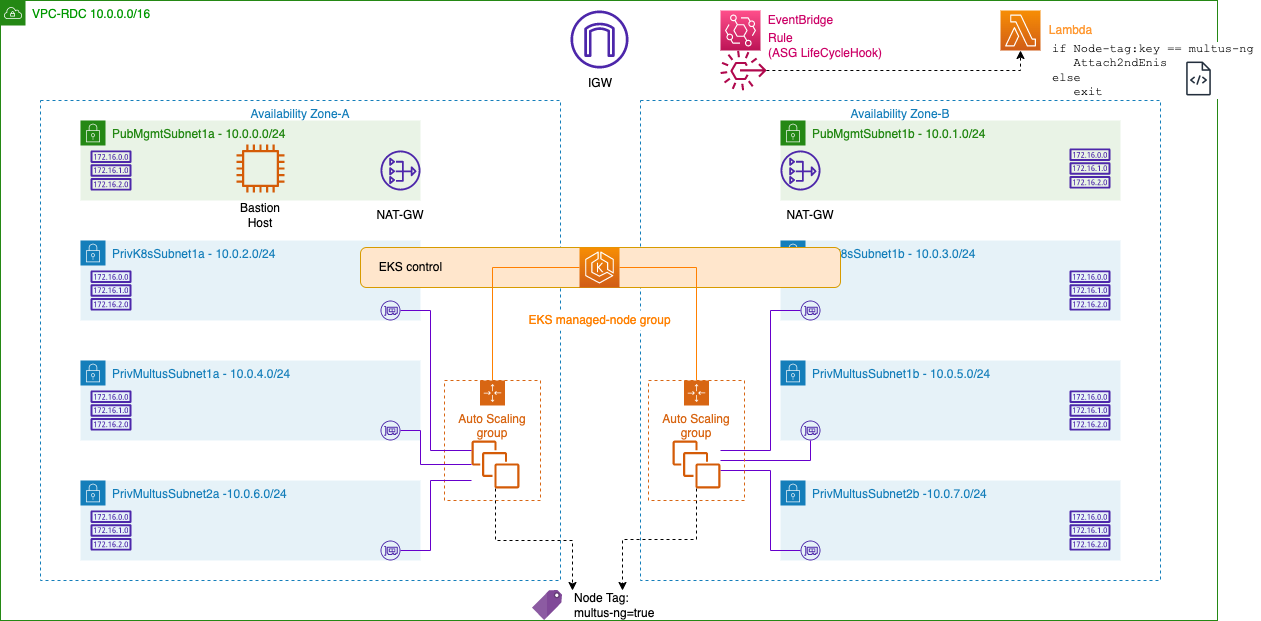 VPC-RDC 10.0.0.0/16
IGW
EventBridge
Rule
(ASG LifeCycleHook)
Lambda
if Node-tag:key == multus-ng
Attach2ndEnis
else
exit
Availability Zone-A
PubMgmtSubnet1a - 10.0.0.0/24
172.16.0.0
172.16.1.0
172.16.2.0
Bastion
Host
NAT-GW
Availability Zone-B
PubMgmtSubnet1b - 10.0.1.0/24
172.16.0.0
172.16.1.0
172.16.2.0
NAT-GW
PrivK8sSubnet1a - 10.0.2.0/24
172.16.0.0
172.16.1.0
172.16.2.0
EKS control
8sSubnet1b - 10.0.3.0/24
172.16.0.0
172.16.1.0
172.16.2.0
EKS managed-node group
PrivMultusSubnet1a - 10.0.4.0/24
172.16.0.0
172.16.1.0
172.16.2.0
Auto Scaling
group
Auto Scaling
group
PrivMultusSubnet1b - 10.0.5.0/24
172.16.0.0
172.16.1.0
172.16.2.0
PrivMultusSubnet2a -10.0.6.0/24
172.16.0.0
172.16.1.0
172.16.2.0
PrivMultusSubnet2b -10.0.7.0/24
172.16.0.0
172.16.1.0
172.16.2.0
Node Tag:
multus-ng=true